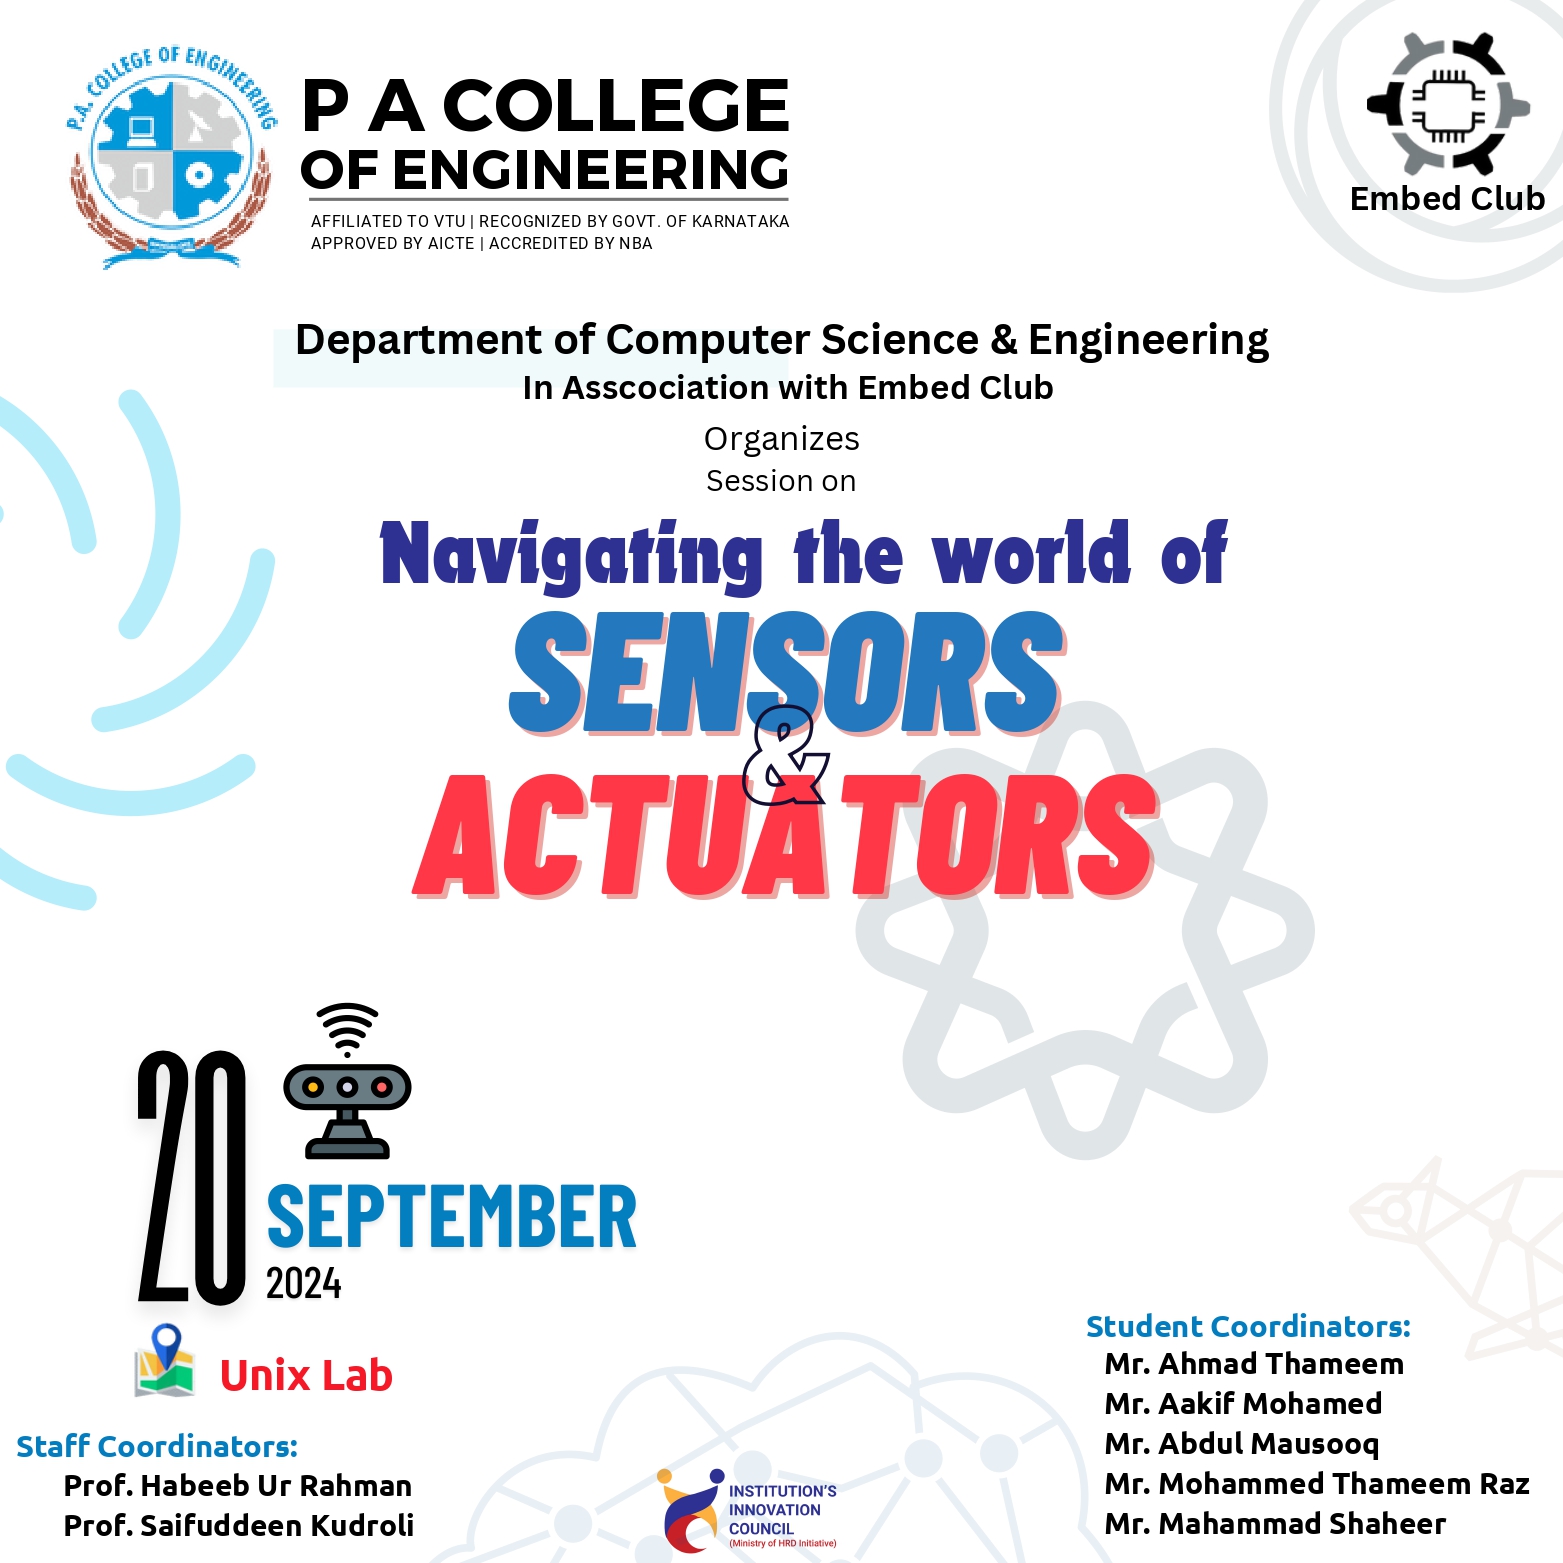 P.A. COLLEGE OF ENGINEERING
P A COLLEGE
OF ENGINEERING
AFFILIATED TO VTU | RECOGNIZED BY GOVT. OF KARNATAKA
APPROVED BY AICTE | ACCREDITED BY NBA
Embed Club
Department of Computer Science & Engineering
In Asscociation with Embed Club
Organizes
Session on
Navigating the world of
SENSORS
&
ACTUATORS
20
SEPTEMBER
2024
Unix Lab
Staff Coordinators:
Prof. Habeeb Ur Rahman
Prof. Saifuddeen Kudroli
INSTITUTION'S
INNOVATION
COUNCIL
(Ministry of HRD Initiative)
Student Coordinators:
Mr. Ahmad Thameem
Mr. Aakif Mohamed
Mr. Abdul Mausooq
Mr. Mohammed Thameem Raz
Mr. Mahammad Shaheer